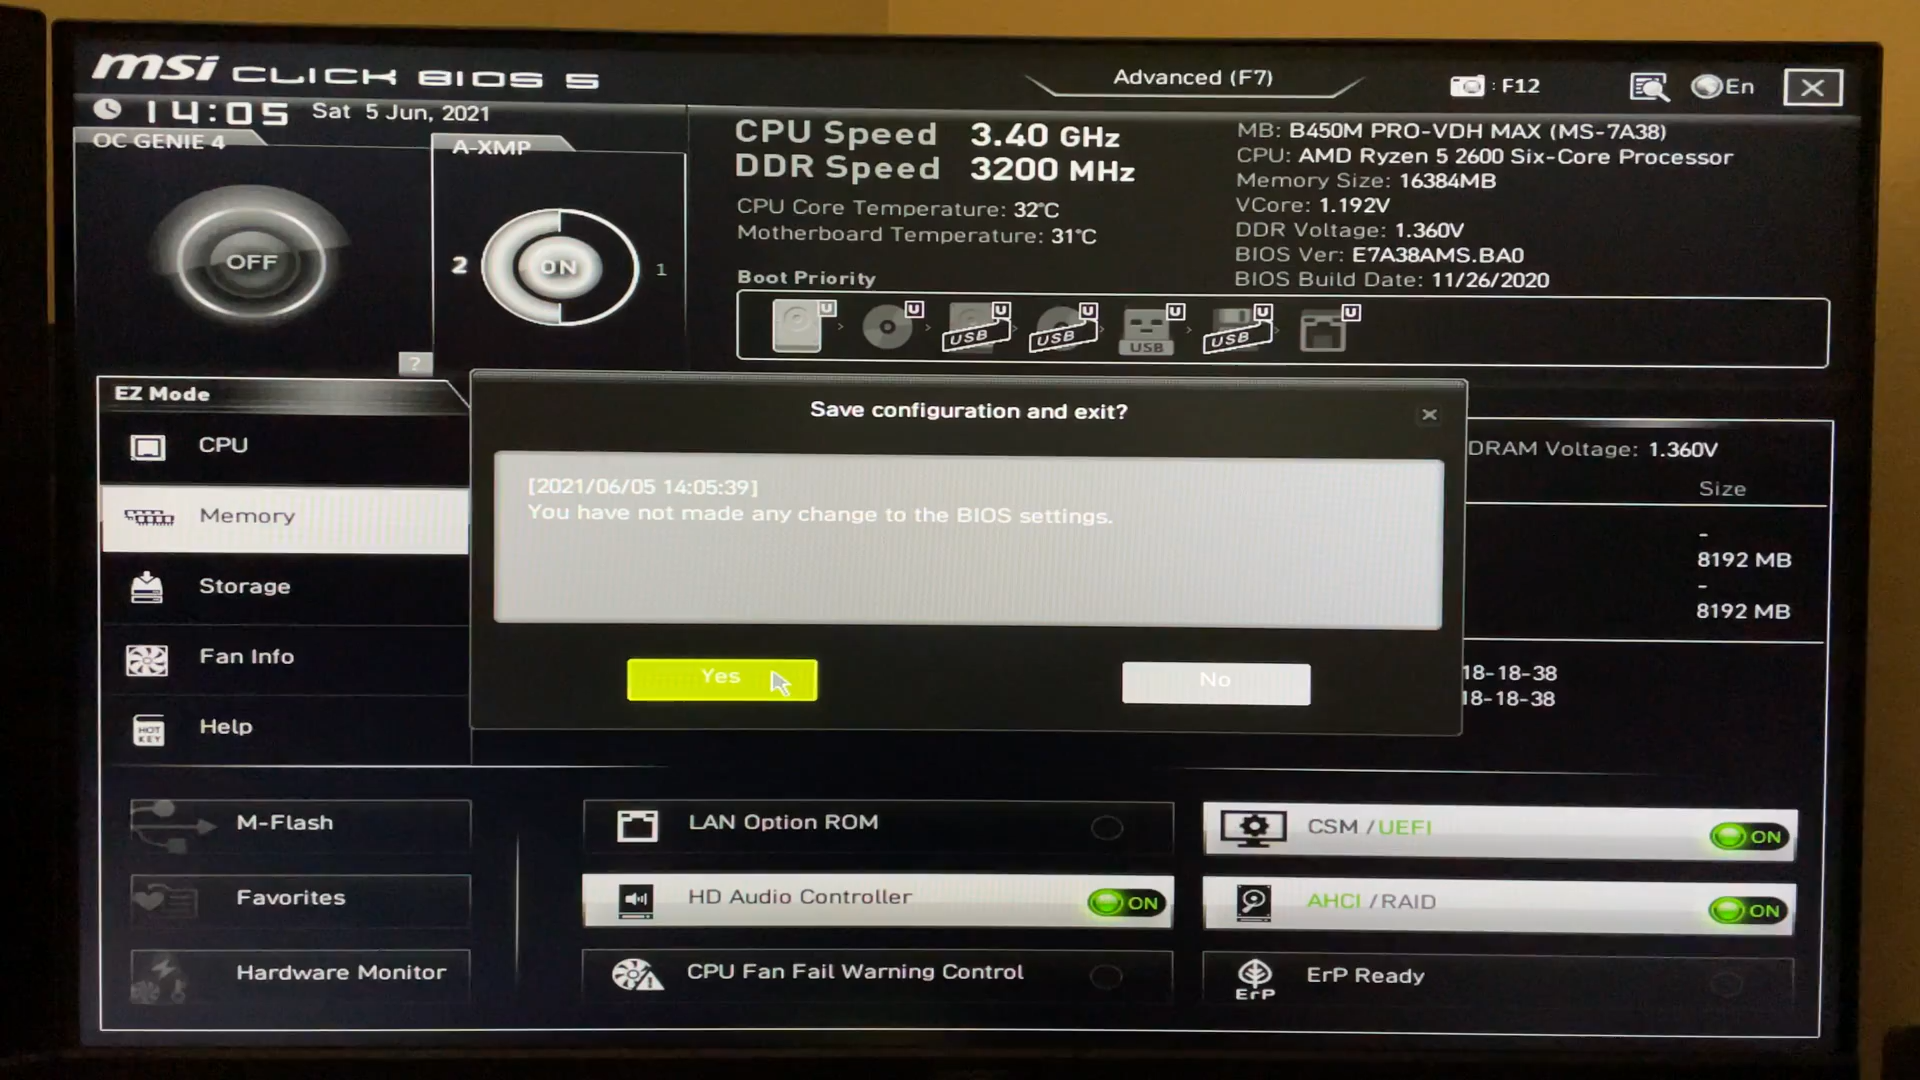 msi CLICK BIOS 5
Advanced (F7)
: F12
En
14:05 Sat 5 Jun, 2021
OC GENIE 4
OFF
?
A-XMP
2 ON 1
CPU Speed 3.40 GHz
DDR Speed 3200 MHz
CPU Core Temperature: 32°C
Motherboard Temperature: 31°C
MB: B450M PRO-VDH MAX (MS-7A38)
CPU: AMD Ryzen 5 2600 Six-Core Processor
Memory Size: 16384MB
VCore: 1.192V
DDR Voltage: 1.360V
BIOS Ver: E7A38AMS.BA0
BIOS Build Date: 11/26/2020
Boot Priority
U U U U U U U
USB USB USB USB
EZ Mode
CPU
Memory
Storage
Fan Info
HOT KEY
Help
Save configuration and exit?
[2021/06/05 14:05:39]
You have not made any change to the BIOS settings.
Yes
No
DRAM Voltage: 1.360V
Size
-
8192 MB
-
8192 MB
18-18-38
18-18-38
M-Flash
Favorites
Hardware Monitor
LAN Option ROM
HD Audio Controller ON
CPU Fan Fail Warning Control
CSM /UEFI ON
AHCI /RAID ON
ErP
ErP Ready